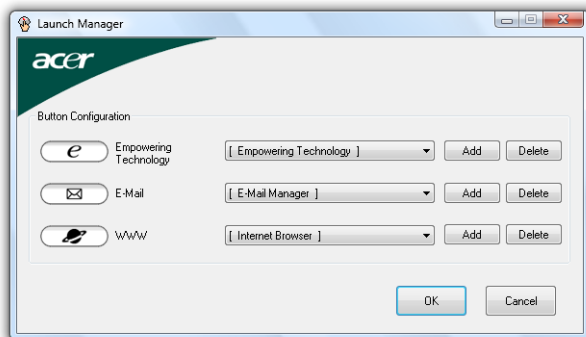 Launch Manager
acer
Button Configuration
e Empowering Technology [ Empowering Technology ] Add Delete
E-Mail [ E-Mail Manager ] Add Delete
WWW [ Internet Browser ] Add Delete
OK Cancel